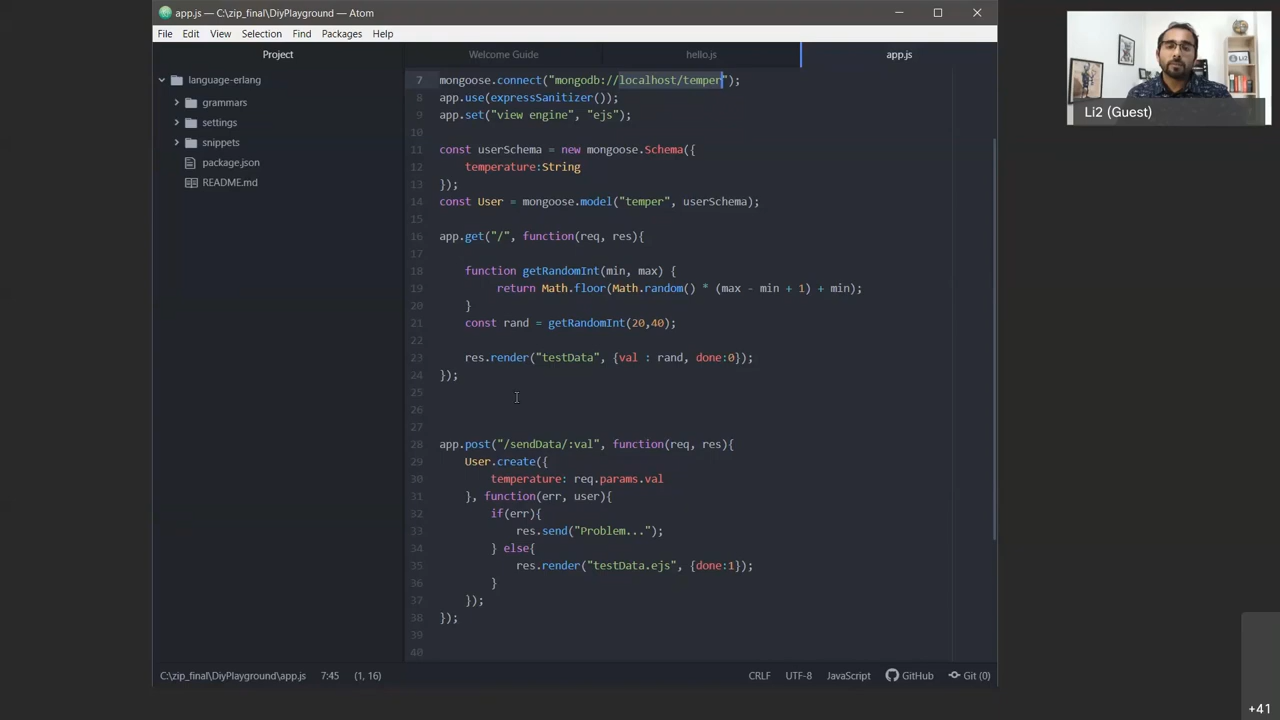 app.js — C:\zip_final\DiyPlayground — Atom
File Edit View Selection Find Packages Help
Project
Welcome Guide
hello.js
app.js
language-erlang
grammars
settings
snippets
package.json
README.md
7 mongoose.connect("mongodb://localhost/temper");
8 app.use(expressSanitizer());
9 app.set("view engine", "ejs");
10
11 const userSchema = new mongoose.Schema({
12 temperature:String
13 });
14 const User = mongoose.model("temper", userSchema);
15
16 app.get("/", function(req, res){
17
18 function getRandomInt(min, max) {
19 return Math.floor(Math.random() * (max - min + 1) + min);
20 }
21 const rand = getRandomInt(20,40);
22
23 res.render("testData", {val : rand, done:0});
24 });
25
26
27
28 app.post("/sendData/:val", function(req, res){
29 User.create({
30 temperature: req.params.val
31 }, function(err, user){
32 if(err){
33 res.send("Problem...");
34 } else{
35 res.render("testData.ejs", {done:1});
36 }
37 });
38 });
39
40
C:\zip_final\DiyPlayground\app.js 7:45 (1, 16) CRLF UTF-8 JavaScript GitHub Git (0)
Li2
Li2 (Guest)
+41